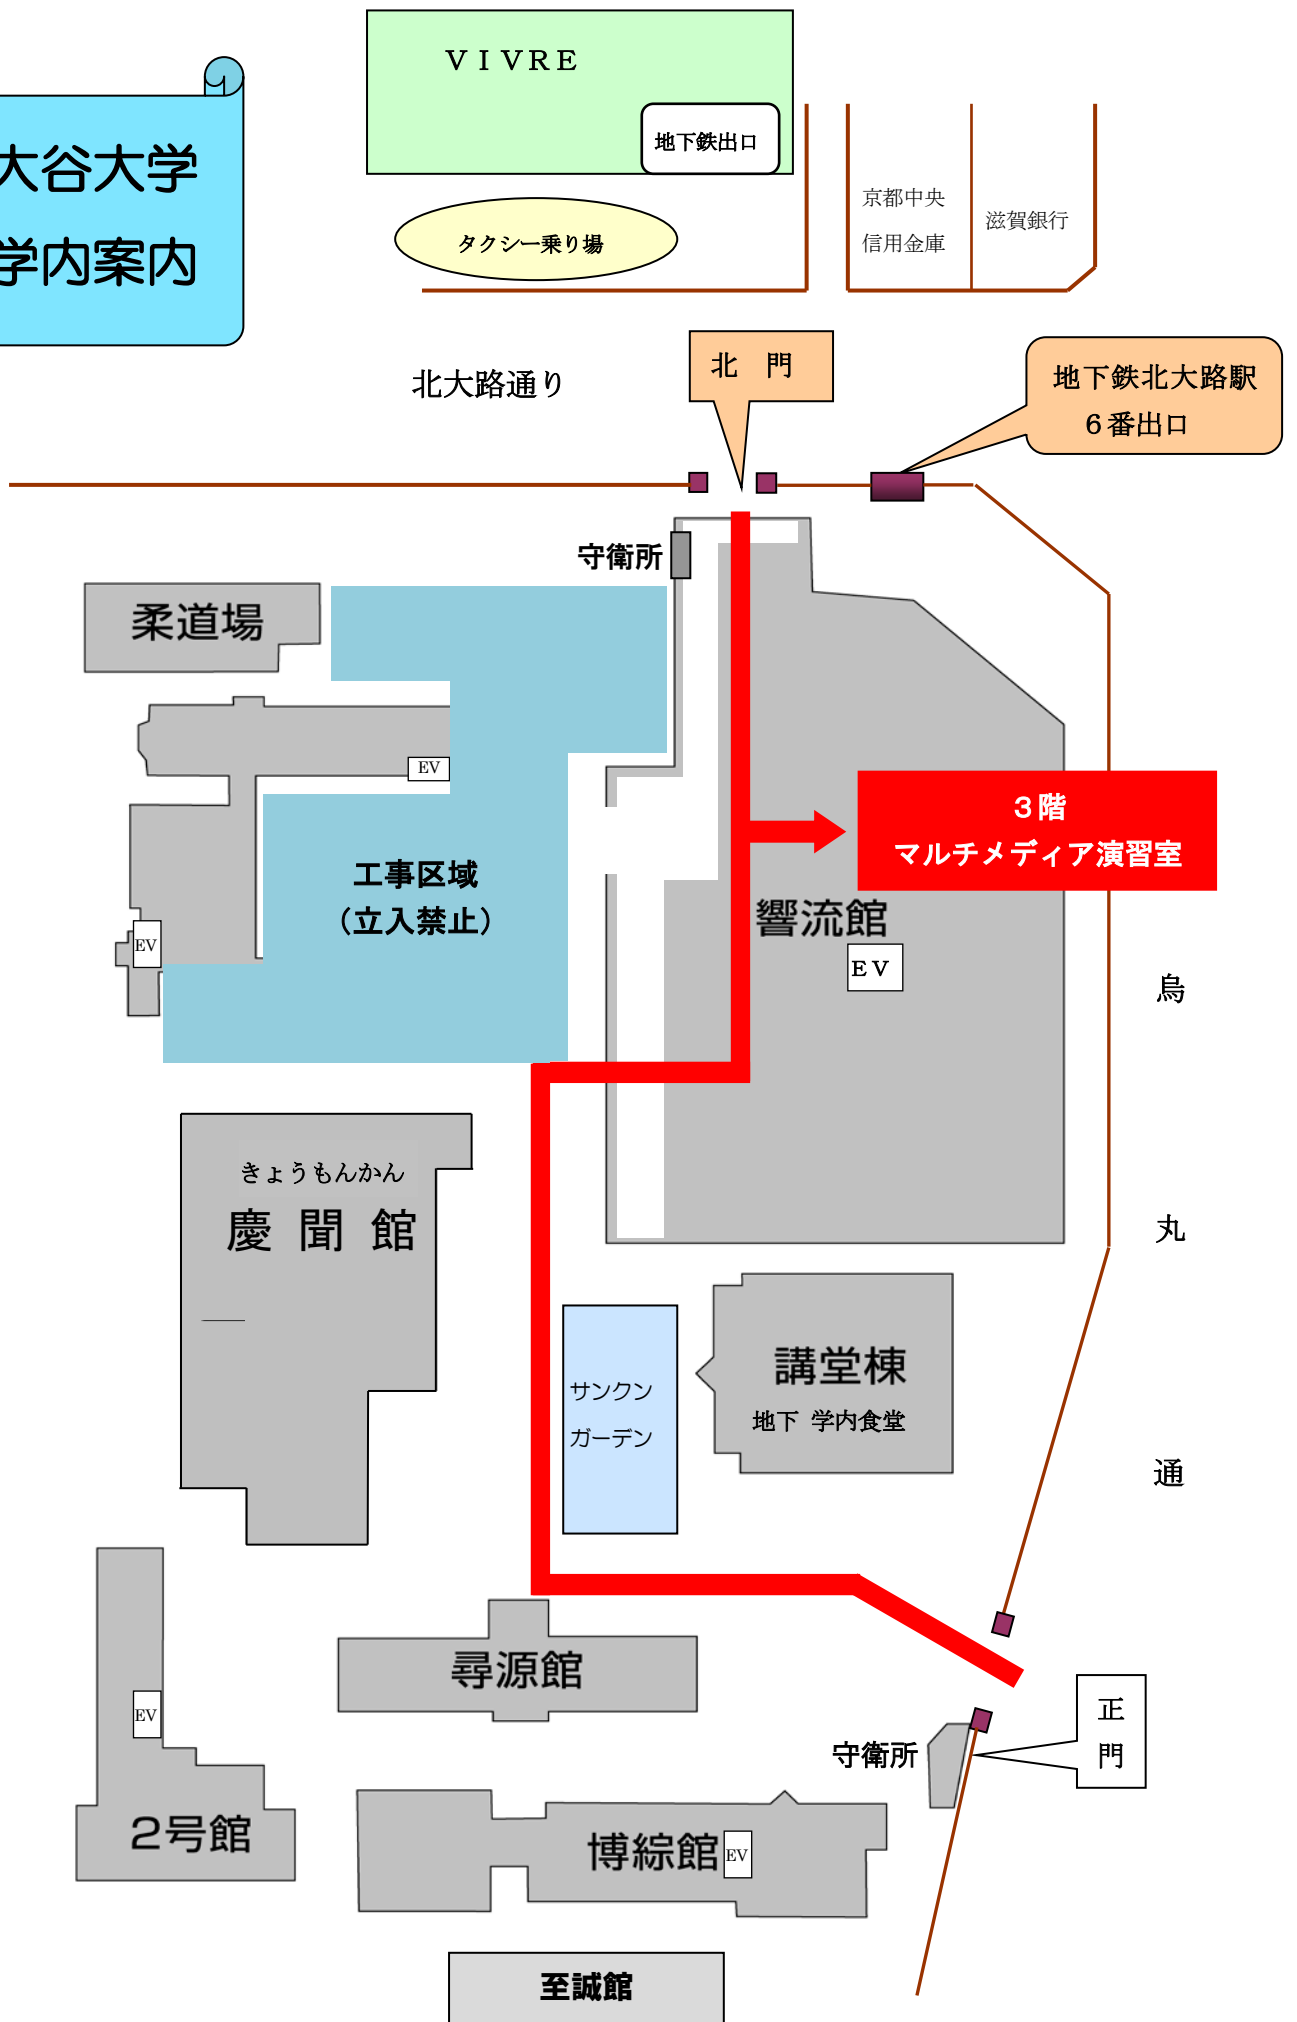 ＶＩＶＲＥ
地下鉄出口
大谷大学
学内案内
タクシー乗り場
京都中央
信用金庫
滋賀銀行
北大路通り
北　門
地下鉄北大路駅
６番出口
守衛所
柔道場
EV
３階
マルチメディア演習室
工事区域
（立入禁止）
響流館
EV
ＥＶ
烏
丸
通
きょうもんかん
慶 聞 館
サンクン
ガーデン
講堂棟
地下 学内食堂
尋源館
EV
正
門
守衛所
2号館
博綜館
EV
至誠館